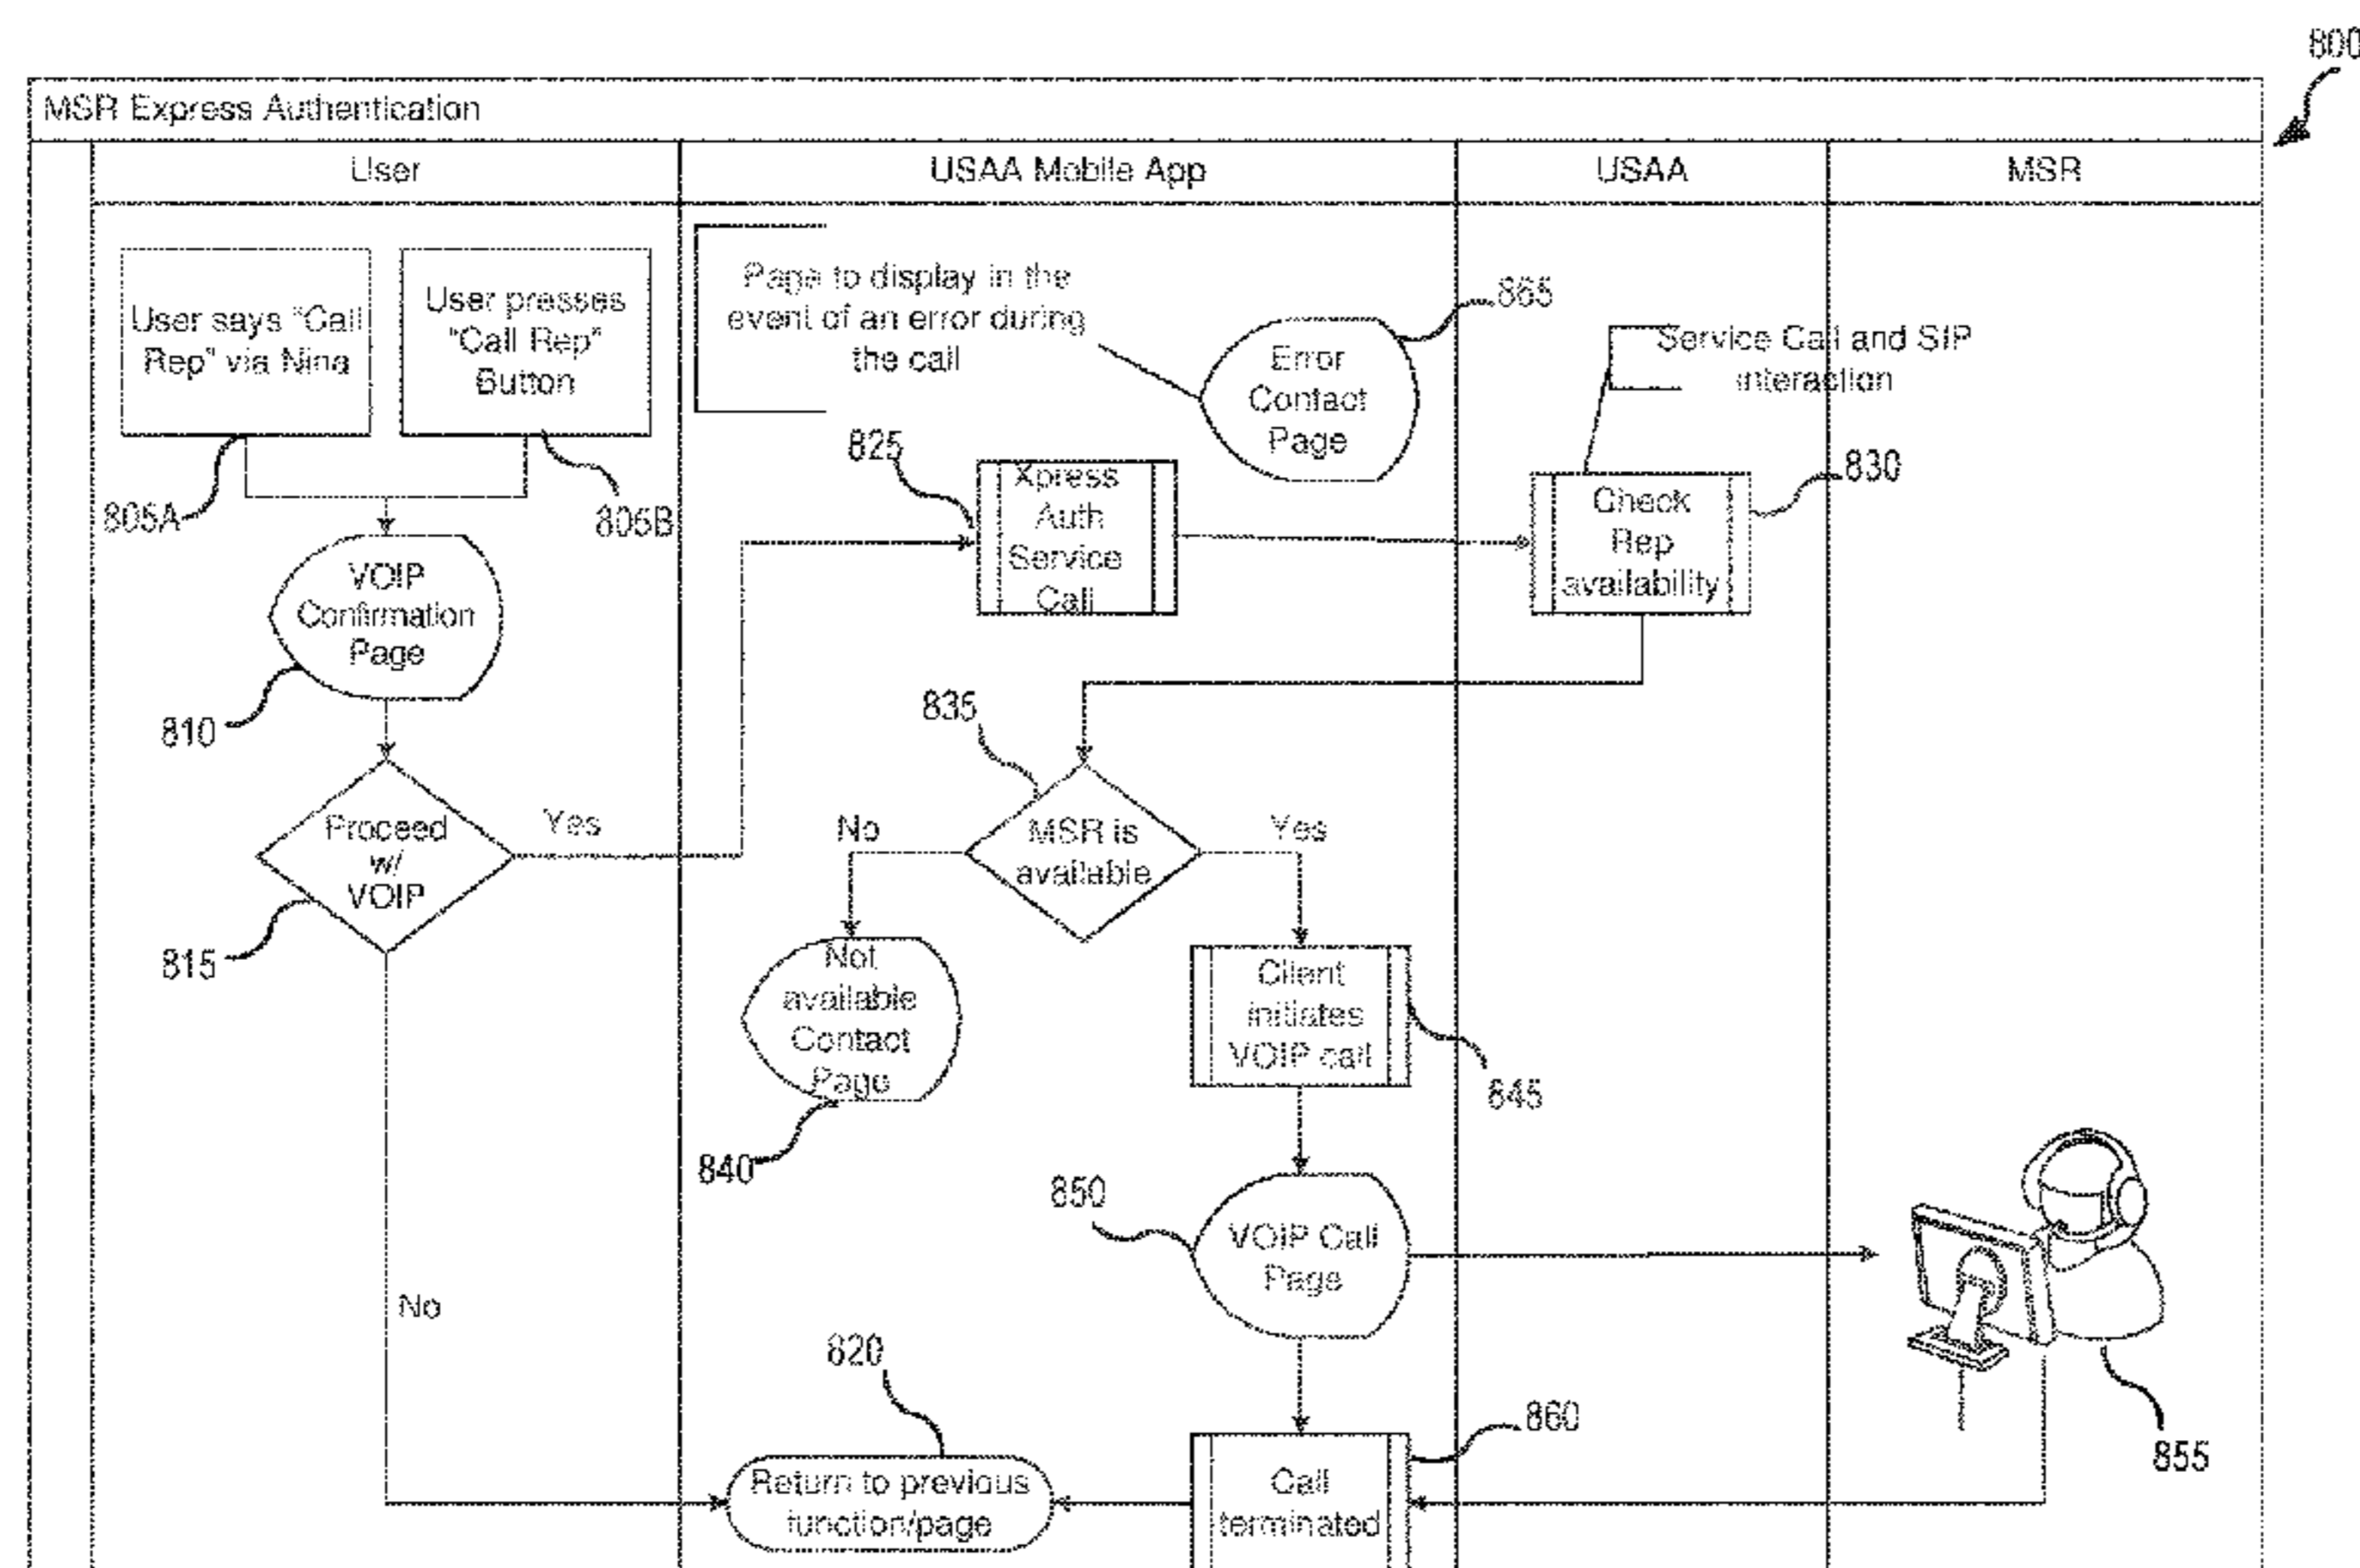 800
MSR Express Authentication
User
USAA Mobile App
USAA
MSR
User says "Call
Rep" via Nina
User presses
"Call Rep"
Button
805A
805B
Page to display in the
event of an error during
the call
865
Error
Contact
Page
Service Call and SIP
interaction
825
Xpress
Auth
Service
Call
830
Check
Rep
availability
VOIP
Confirmation
Page
810
835
Proceed
w/
VOIP
Yes
815
No
MSR is
available
No
Yes
Not
available
Contact
Page
840
Client
initiates
VOIP call
845
850
VOIP Call
Page
855
820
Return to previous
function/page
860
Call
terminated